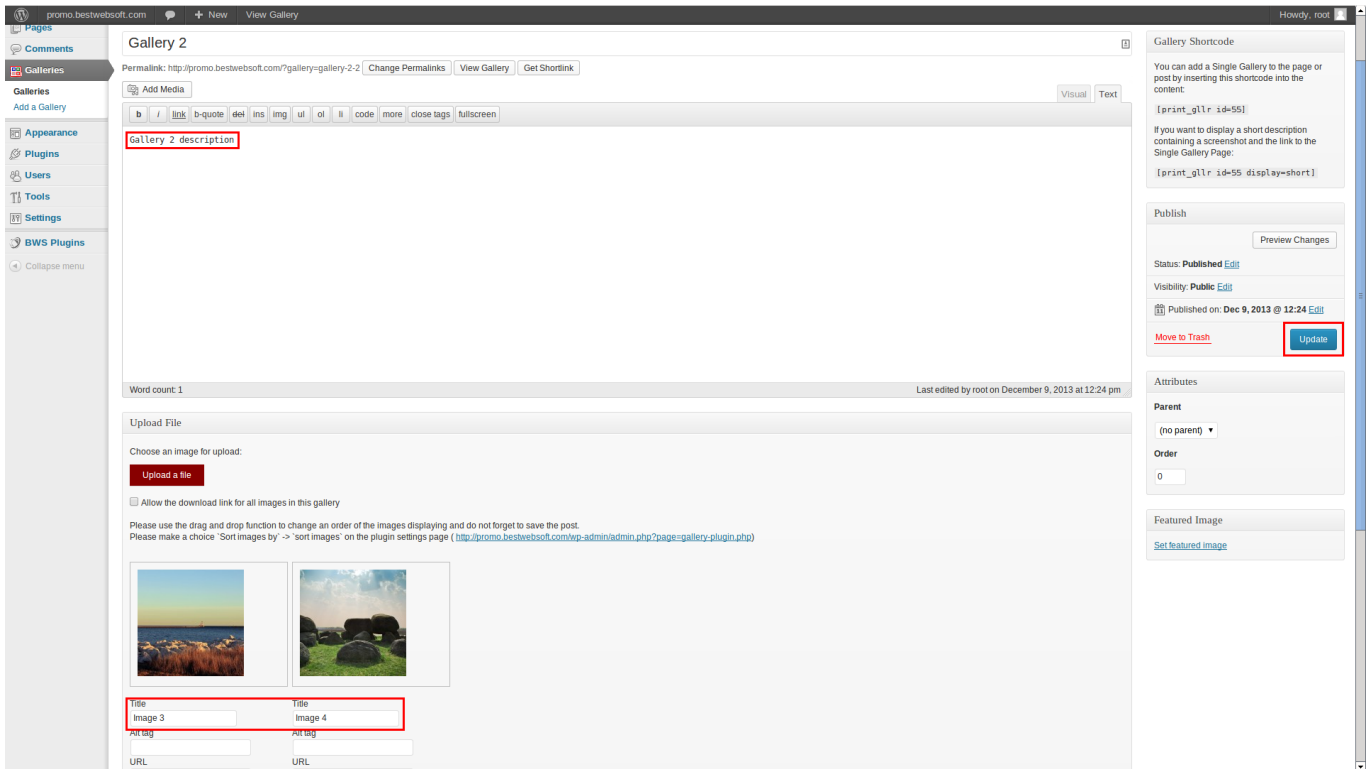 promo.bestwebsoft.com + New View Gallery Howdy, root
Pages
Comments
Galleries
Galleries
Add a Gallery
Appearance
Plugins
Users
Tools
Settings
BWS Plugins
Collapse menu
Gallery 2
Permalink: http://promo.bestwebsoft.com/?gallery=gallery-2-2 Change Permalinks View Gallery Get Shortlink
Add Media
Visual Text
b i link b-quote del ins img ul ol li code more close tags fullscreen
Gallery 2 description
Word count: 1 Last edited by root on December 9, 2013 at 12:24 pm
Upload File
Choose an image for upload:
Upload a file
Allow the download link for all images in this gallery
Please use the drag and drop function to change an order of the images displaying and do not forget to save the post.
Please make a choice `Sort images by` -> `sort images` on the plugin settings page ( http://promo.bestwebsoft.com/wp-admin/admin.php?page=gallery-plugin.php)
Title Title
Image 3 Image 4
Alt tag Alt tag
URL URL
Gallery Shortcode
You can add a Single Gallery to the page or
post by inserting this shortcode into the
content:
[print_gllr id=55]
If you want to display a short description
containing a screenshot and the link to the
Single Gallery Page:
[print_gllr id=55 display=short]
Publish
Preview Changes
Status: Published Edit
Visibility: Public Edit
Published on: Dec 9, 2013 @ 12:24 Edit
Move to Trash Update
Attributes
Parent
(no parent)
Order
0
Featured Image
Set featured image